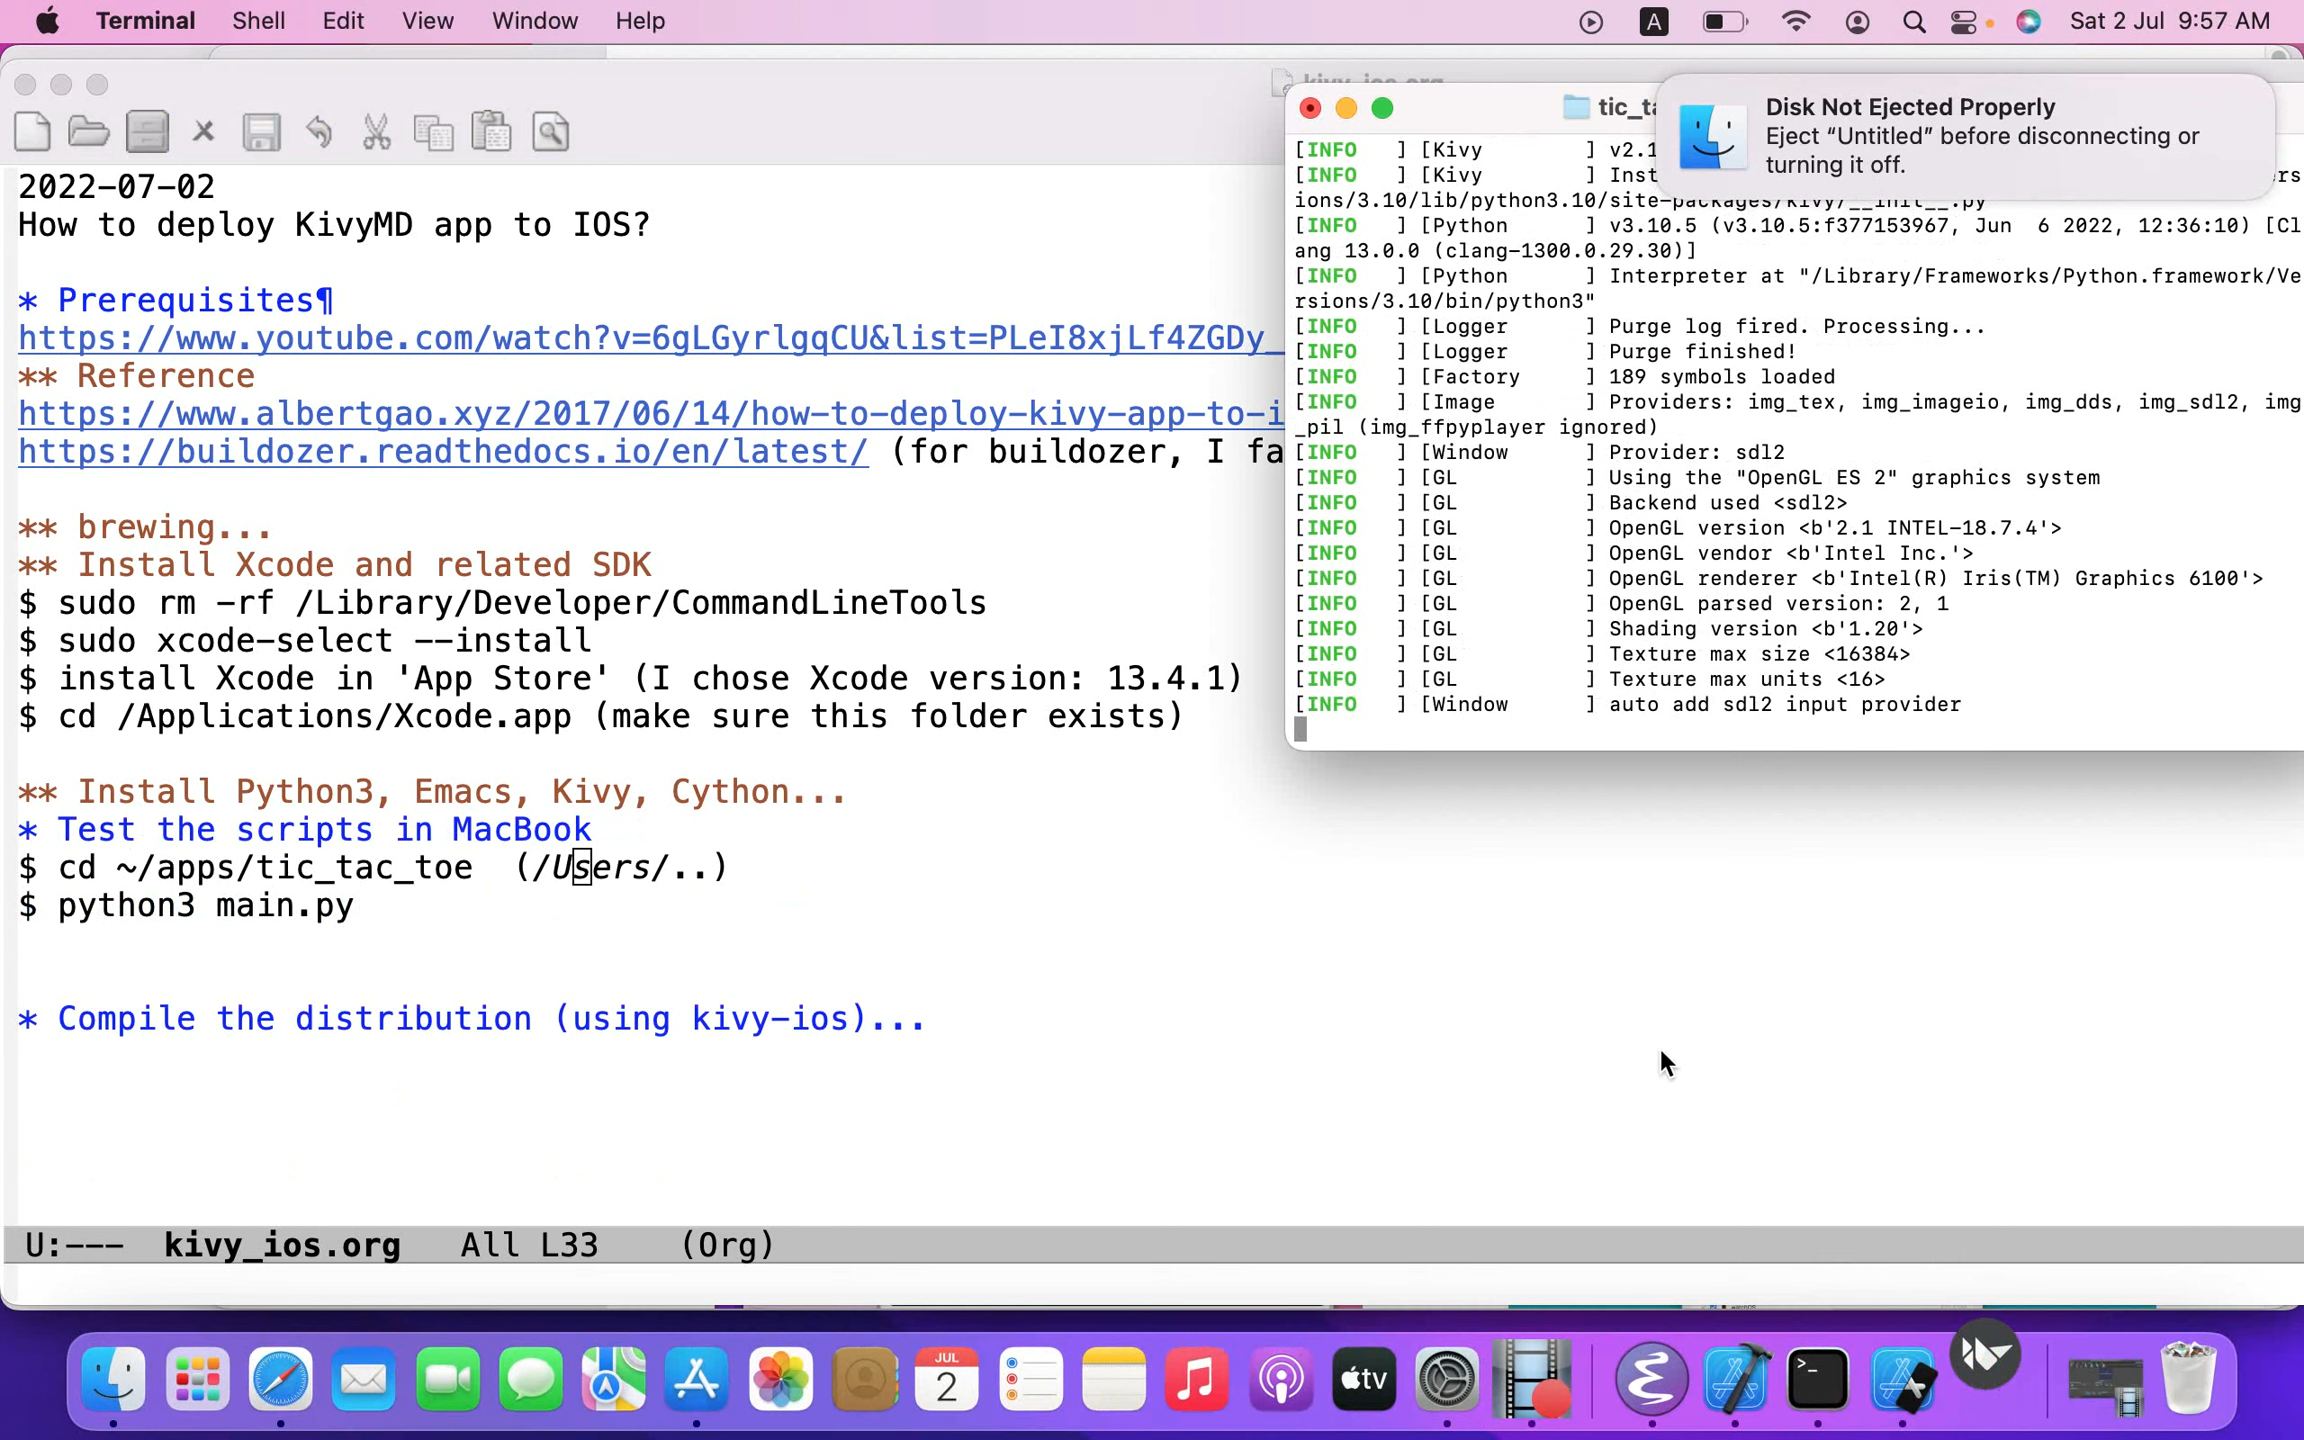 Terminal Shell Edit View Window Help A Sat 2 Jul 9:57 AM
kivy_ios.org
2022-07-02
How to deploy KivyMD app to IOS?
* Prerequisites¶
https://www.youtube.com/watch?v=6gLGyrlgqCU&list=PLeI8xjLf4ZGDy_
** Reference
https://www.albertgao.xyz/2017/06/14/how-to-deploy-kivy-app-to-i
https://buildozer.readthedocs.io/en/latest/ (for buildozer, I fa
** brewing...
** Install Xcode and related SDK
$ sudo rm -rf /Library/Developer/CommandLineTools
$ sudo xcode-select --install
$ install Xcode in 'App Store' (I chose Xcode version: 13.4.1)
$ cd /Applications/Xcode.app (make sure this folder exists)
** Install Python3, Emacs, Kivy, Cython...
* Test the scripts in MacBook
$ cd ~/apps/tic_tac_toe (/Users/..)
$ python3 main.py
* Compile the distribution (using kivy-ios)...
U:--- kivy_ios.org All L33 (Org)
tic_ta
Disk Not Ejected Properly
Eject “Untitled” before disconnecting or
turning it off.
[INFO ] [Kivy ] v2.1
[INFO ] [Kivy ] Inst
ers
ions/3.10/lib/python3.10/site-packages/kivy/__init__.py
[INFO ] [Python ] v3.10.5 (v3.10.5:f377153967, Jun 6 2022, 12:36:10) [Cl
ang 13.0.0 (clang-1300.0.29.30)]
[INFO ] [Python ] Interpreter at "/Library/Frameworks/Python.framework/Ve
rsions/3.10/bin/python3"
[INFO ] [Logger ] Purge log fired. Processing...
[INFO ] [Logger ] Purge finished!
[INFO ] [Factory ] 189 symbols loaded
[INFO ] [Image ] Providers: img_tex, img_imageio, img_dds, img_sdl2, img
_pil (img_ffpyplayer ignored)
[INFO ] [Window ] Provider: sdl2
[INFO ] [GL ] Using the "OpenGL ES 2" graphics system
[INFO ] [GL ] Backend used <sdl2>
[INFO ] [GL ] OpenGL version <b'2.1 INTEL-18.7.4'>
[INFO ] [GL ] OpenGL vendor <b'Intel Inc.'>
[INFO ] [GL ] OpenGL renderer <b'Intel(R) Iris(TM) Graphics 6100'>
[INFO ] [GL ] OpenGL parsed version: 2, 1
[INFO ] [GL ] Shading version <b'1.20'>
[INFO ] [GL ] Texture max size <16384>
[INFO ] [GL ] Texture max units <16>
[INFO ] [Window ] auto add sdl2 input provider
JUL
2
tv
>_